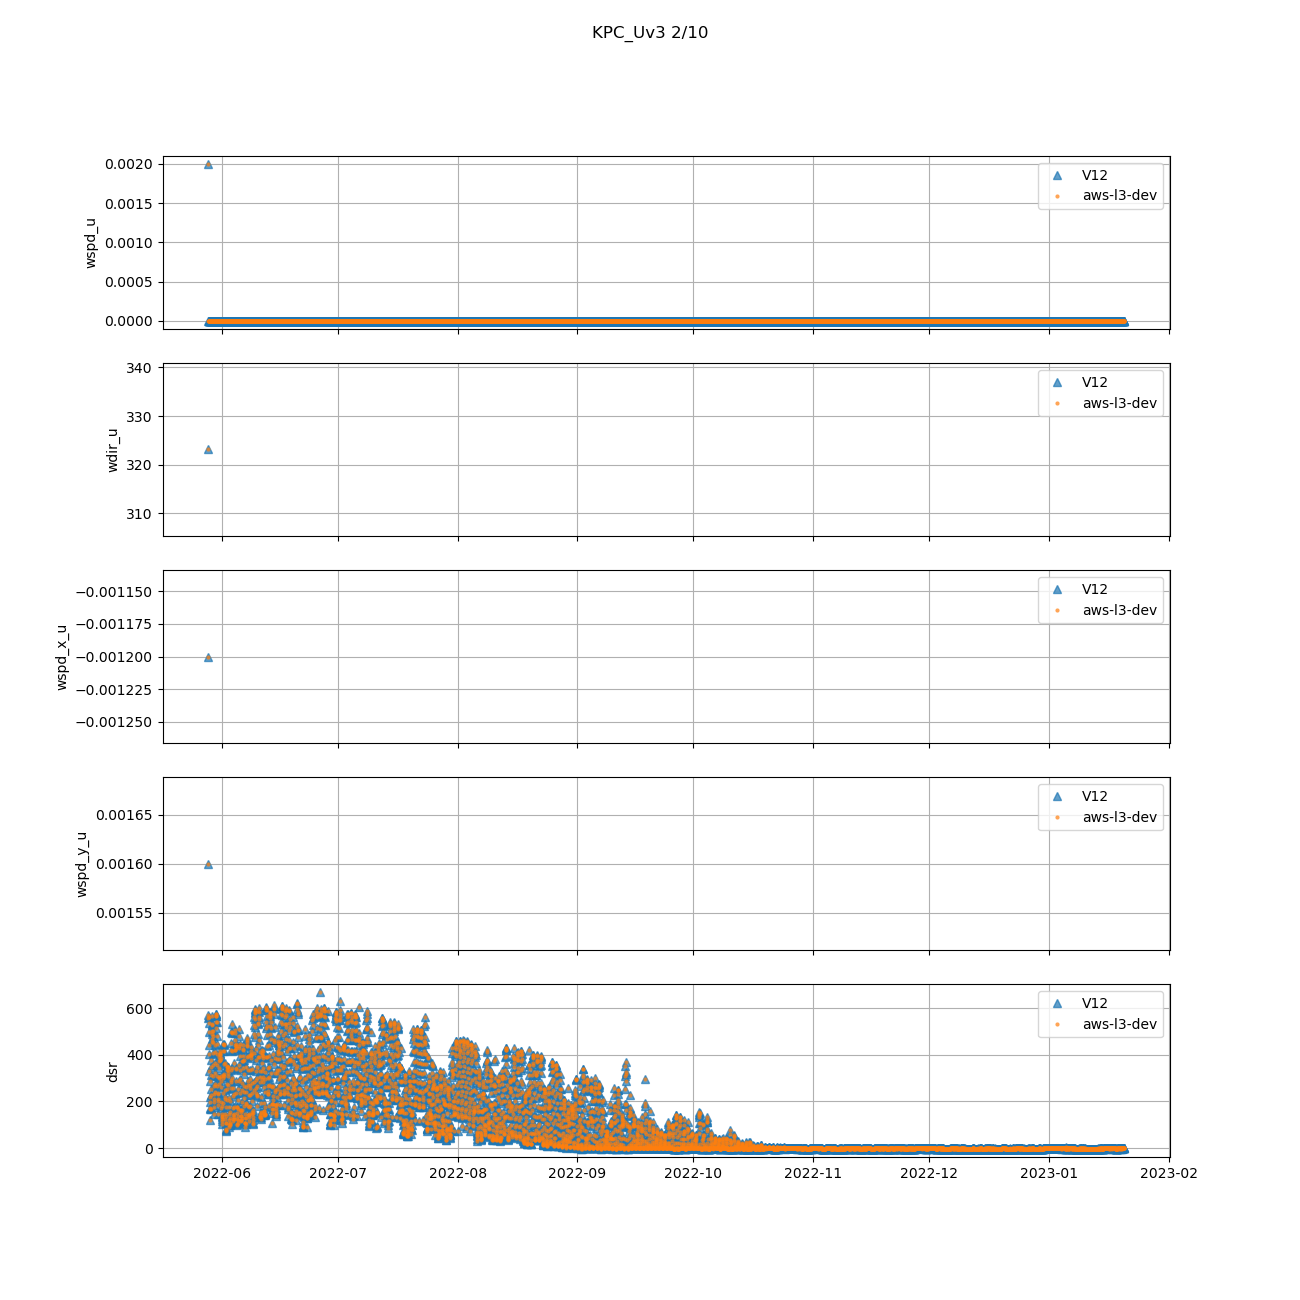 KPC_Uv3 2/10
wspd_u
0.0020
0.0015
0.0010
0.0005
0.0000
V12
aws-l3-dev
wdir_u
340
330
320
310
V12
aws-l3-dev
wspd_x_u
−0.001150
−0.001175
−0.001200
−0.001225
−0.001250
V12
aws-l3-dev
wspd_y_u
0.00165
0.00160
0.00155
V12
aws-l3-dev
dsr
600
400
200
0
V12
aws-l3-dev
2022-06 2022-07 2022-08 2022-09 2022-10 2022-11 2022-12 2023-01 2023-02